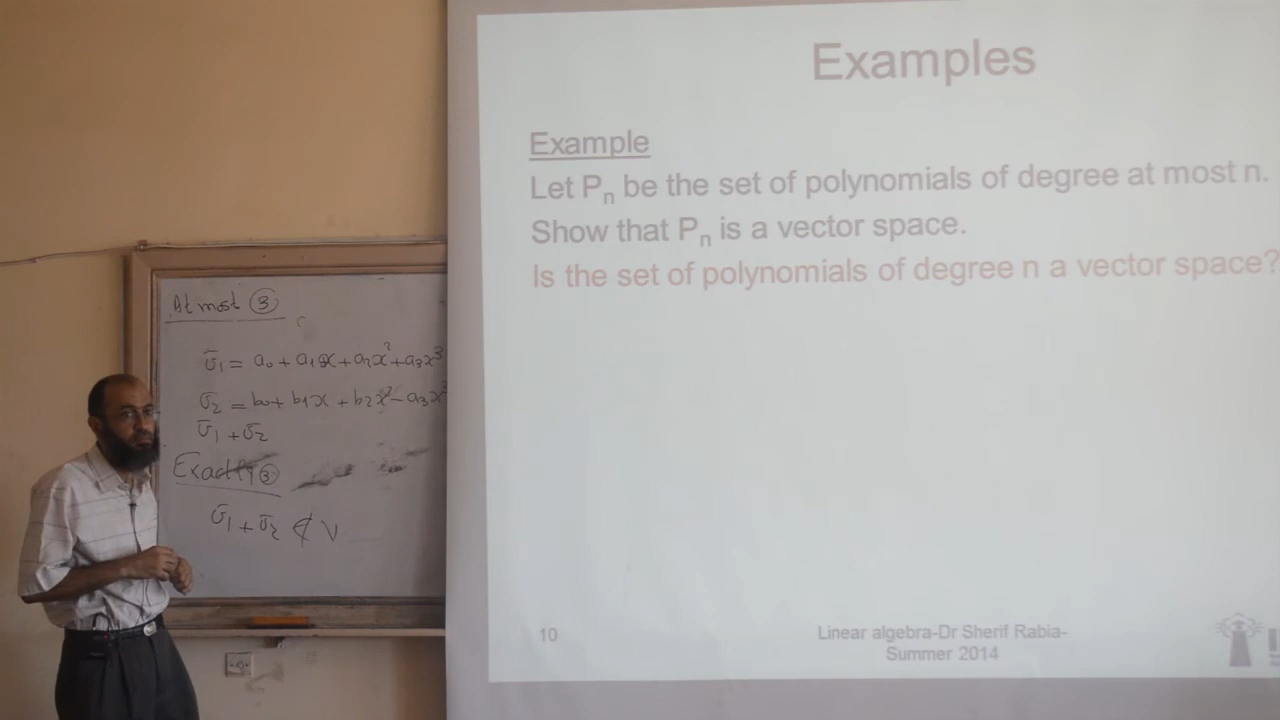 Examples
Example
Let Pn be the set of polynomials of degree at most n.
Show that Pn is a vector space.
Is the set of polynomials of degree n a vector space?
10
Linear algebra-Dr Sherif Rabia-
Summer 2014
At most ③
v̄₁ = a₀ + a₁x + a₂x² + a₃x³
v̄₂ = b₀ + b₁x + b₂x² - a₃x³
v̄₁ + v̄₂
Exactly ③
v̄₁ + v̄₂ ∉ V